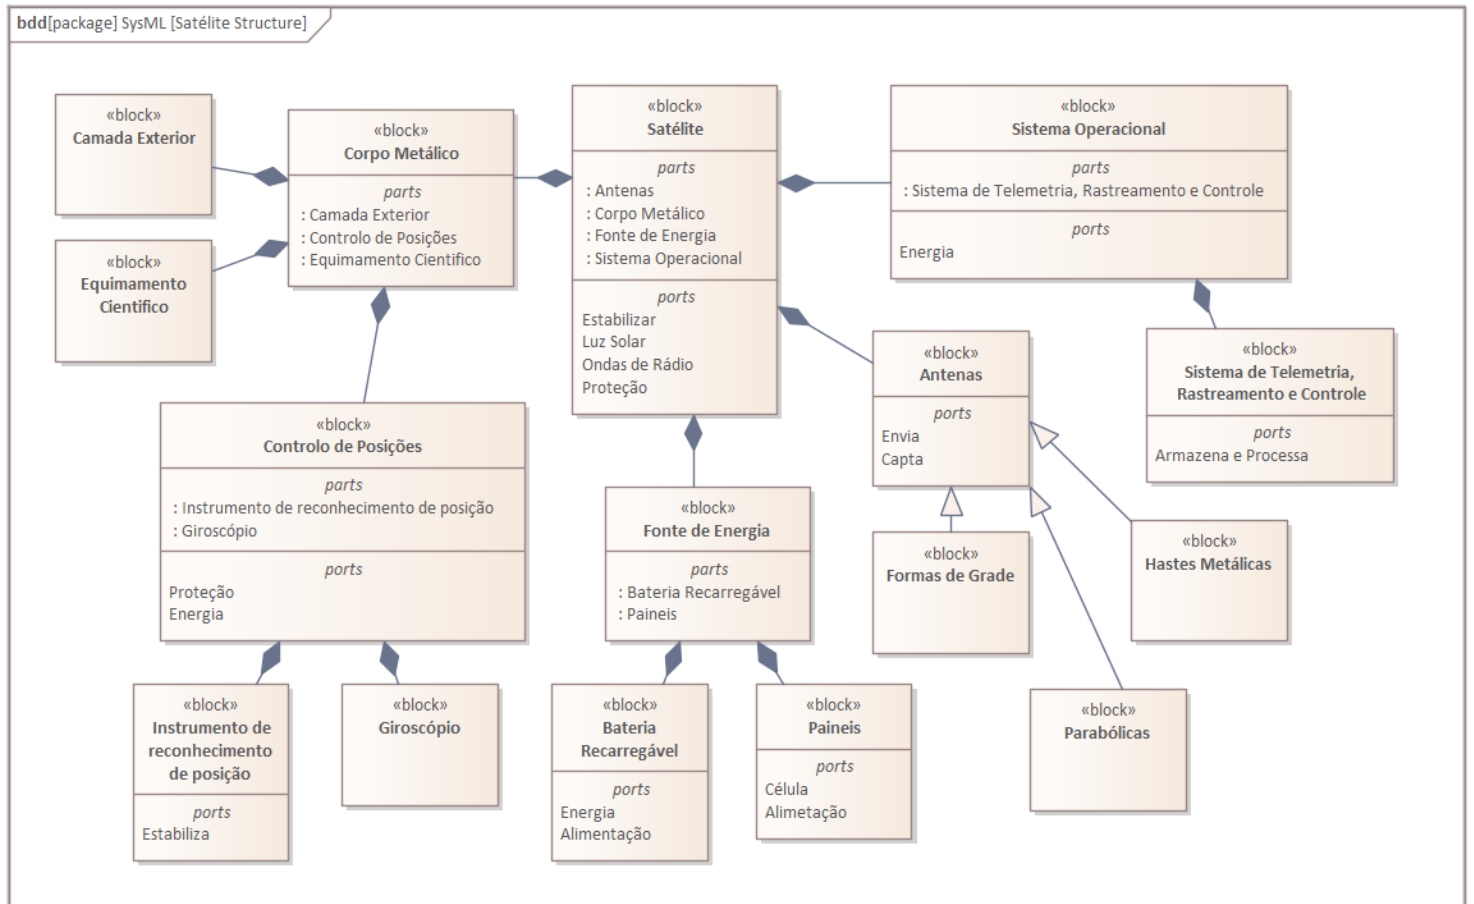 bdd[package] SysML [Satélite Structure]
«block»
Camada Exterior
«block»
Equimamento
Cientifico
«block»
Corpo Metálico
parts
: Camada Exterior
: Controlo de Posições
: Equimamento Cientifico
«block»
Satélite
parts
: Antenas
: Corpo Metálico
: Fonte de Energia
: Sistema Operacional
ports
Estabilizar
Luz Solar
Ondas de Rádio
Proteção
«block»
Sistema Operacional
parts
: Sistema de Telemetria, Rastreamento e Controle
ports
Energia
«block»
Antenas
ports
Envia
Capta
«block»
Sistema de Telemetria,
Rastreamento e Controle
ports
Armazena e Processa
«block»
Controlo de Posições
parts
: Instrumento de reconhecimento de posição
: Giroscópio
ports
Proteção
Energia
«block»
Fonte de Energia
parts
: Bateria Recarregável
: Paineis
«block»
Formas de Grade
«block»
Hastes Metálicas
«block»
Instrumento de
reconhecimento
de posição
ports
Estabiliza
«block»
Giroscópio
«block»
Bateria
Recarregável
ports
Energia
Alimentação
«block»
Paineis
ports
Célula
Alimetação
«block»
Parabólicas